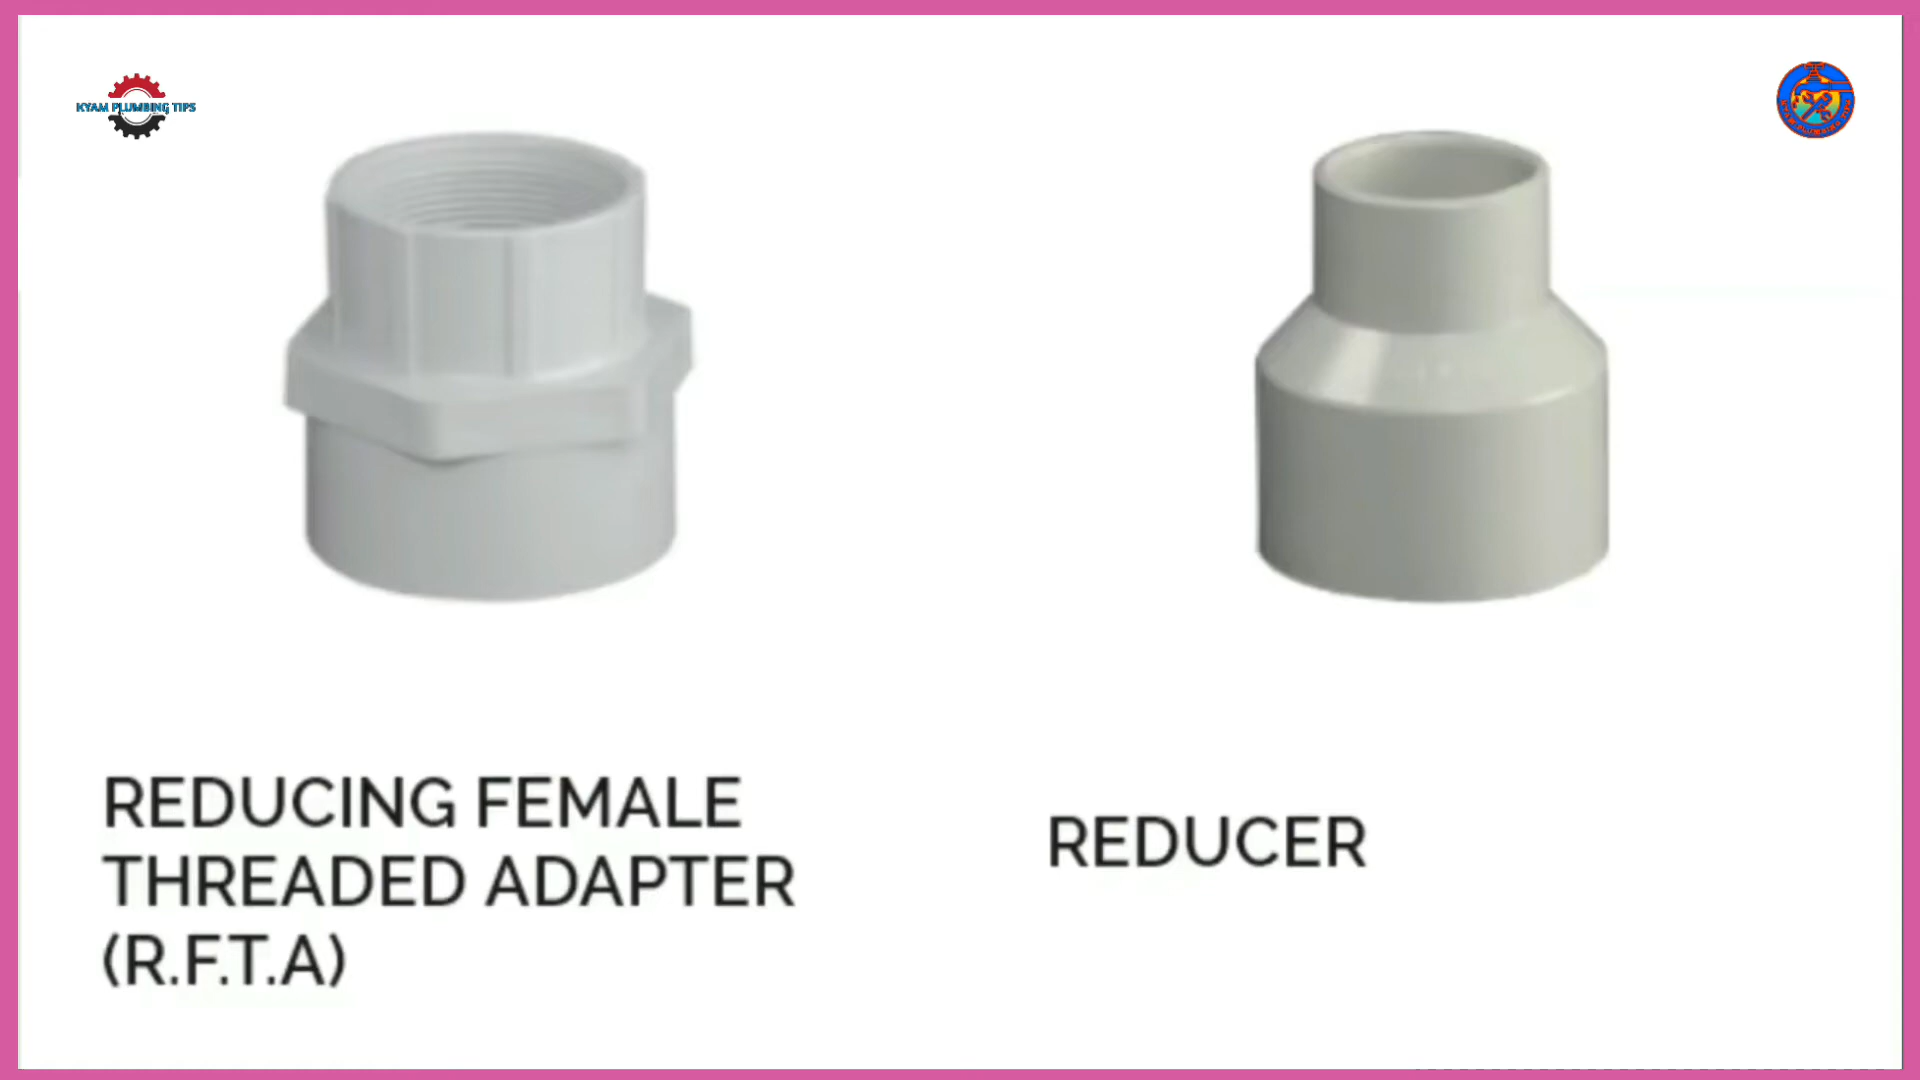 KYAM PLUMBING TIPS
REDUCING FEMALE
THREADED ADAPTER
(R.F.T.A)
REDUCER